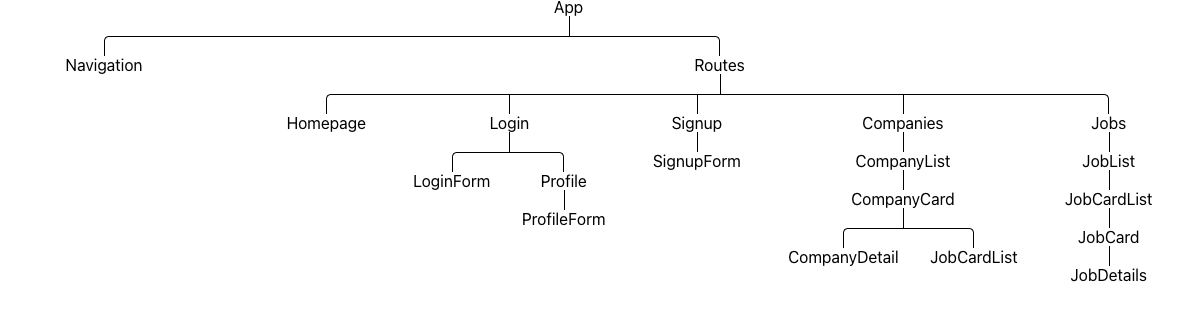 App
Navigation
Routes
Homepage
Login
Signup
Companies
Jobs
SignupForm
CompanyList
JobList
LoginForm
Profile
CompanyCard
JobCardList
ProfileForm
JobCard
CompanyDetail
JobCardList
JobDetails